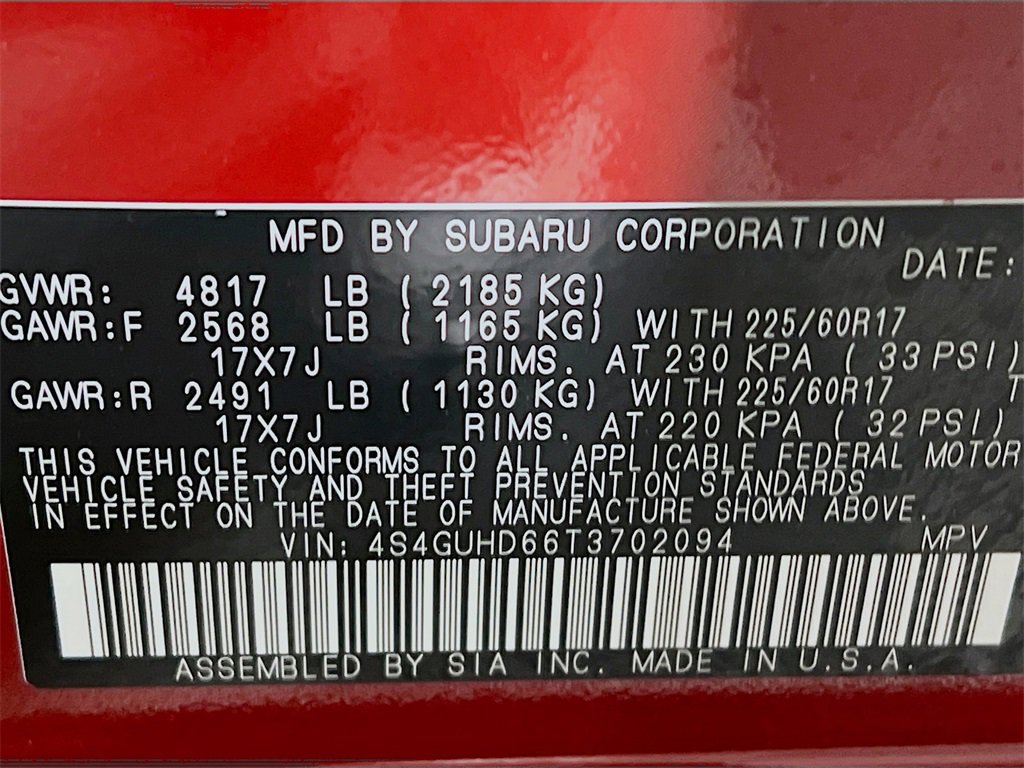 MFD BY SUBARU CORPORATION
DATE:
GVWR: 4817 LB (2185 KG)
GAWR:F 2568 LB (1165 KG) WITH 225/60R17
17X7J RIMS. AT 230 KPA (33 PSI)
GAWR:R 2491 LB (1130 KG) WITH 225/60R17 T
17X7J RIMS. AT 220 KPA (32 PSI)
THIS VEHICLE CONFORMS TO ALL APPLICABLE FEDERAL MOTOR
VEHICLE SAFETY AND THEFT PREVENTION STANDARDS
IN EFFECT ON THE DATE OF MANUFACTURE SHOWN ABOVE.
VIN: 4S4GUHD66T3702094 MPV
ASSEMBLED BY SIA INC. MADE IN U.S.A.